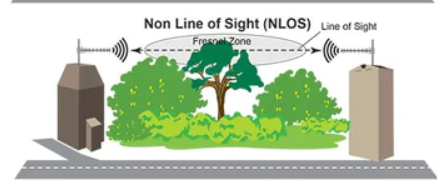 Non Line of Sight (NLOS)
Line of Sight
Fresnel Zone